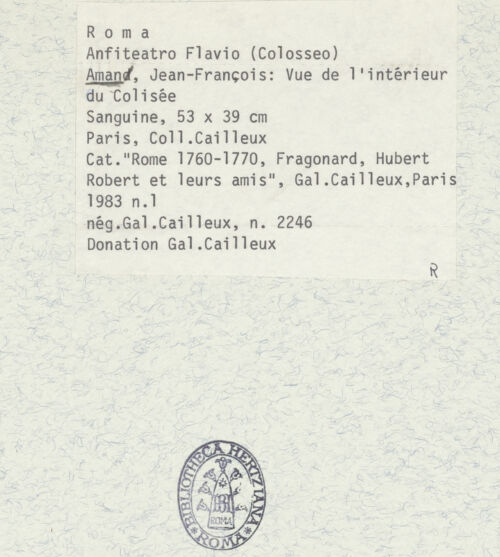 R o m a
Anfiteatro Flavio (Colosseo)
Amand, Jean-François: Vue de l'intérieur
du Colisée
Sanguine, 53 x 39 cm
Paris, Coll.Cailleux
Cat."Rome 1760-1770, Fragonard, Hubert
Robert et leurs amis", Gal.Cailleux,Paris
1983 n.1
nég.Gal.Cailleux, n. 2246
Donation Gal.Cailleux
R
BIBLIOTHECA HERTZIANA
ROMA
ROMA